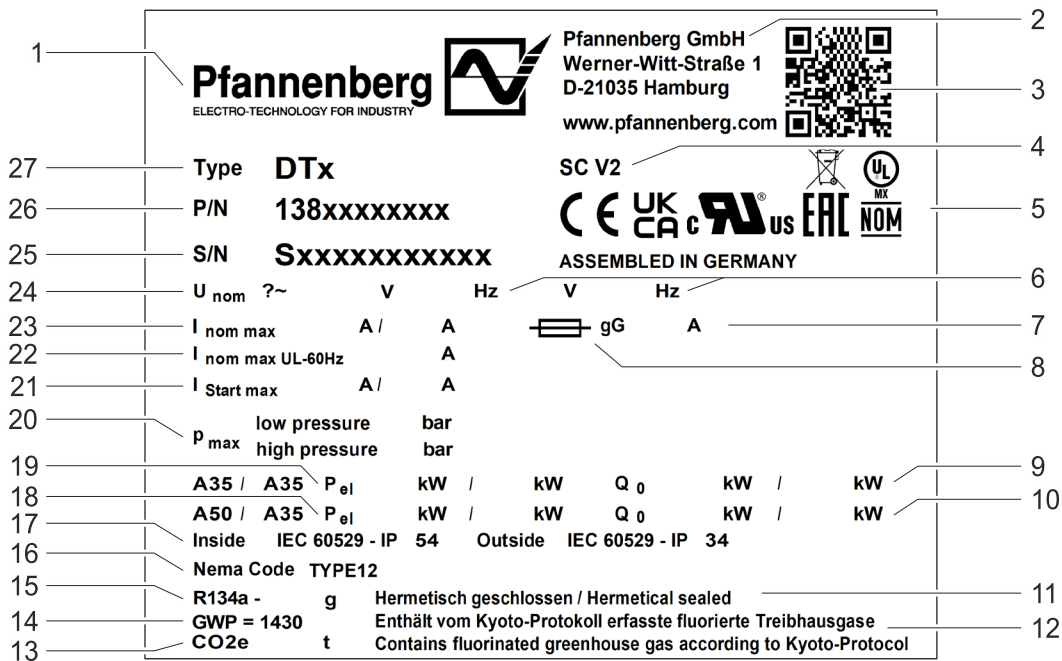 1 Pfannenberg Pfannenberg GmbH 2
ELECTRO-TECHNOLOGY FOR INDUSTRY Werner-Witt-Straße 1
D-21035 Hamburg 3
www.pfannenberg.com
27 Type DTx SC V2 4
26 P/N 138xxxxxxxx CE UK CA c RU ® US EAC UL MX NOM 5
25 S/N Sxxxxxxxxxxx ASSEMBLED IN GERMANY
24 U nom ?~ V Hz V Hz 6
23 I nom max A / A gG A 7
22 I nom max UL-60Hz A 8
21 I Start max A / A
20 p max low pressure bar
high pressure bar
19 A35 / A35 P el kW / kW Q 0 kW / kW 9
18 A50 / A35 P el kW / kW Q 0 kW / kW 10
17 Inside IEC 60529 - IP 54 Outside IEC 60529 - IP 34
16 Nema Code TYPE12
15 R134a - g Hermetisch geschlossen / Hermetical sealed 11
14 GWP = 1430 Enthält vom Kyoto-Protokoll erfasste fluorierte Treibhausgase 12
13 CO2e t Contains fluorinated greenhouse gas according to Kyoto-Protocol